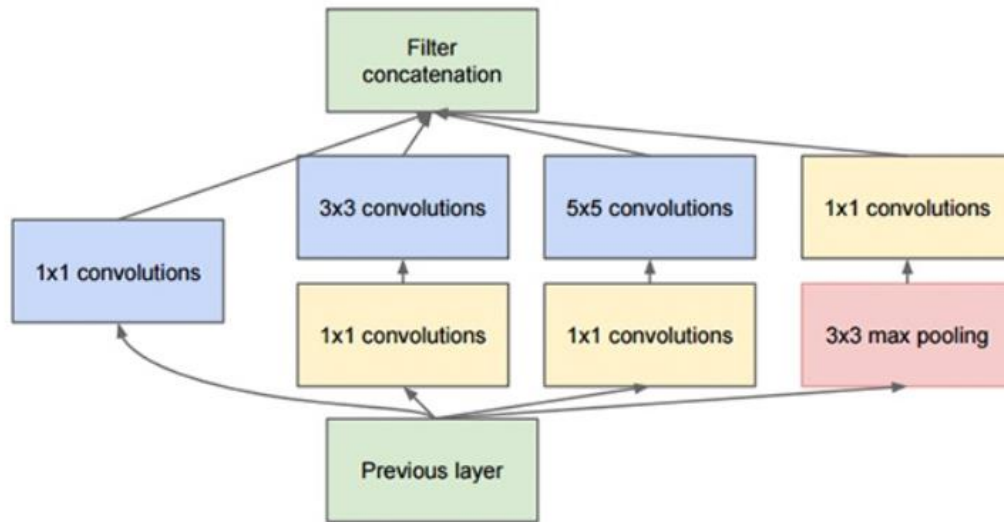 Filter
concatenation
3x3 convolutions
5x5 convolutions
1x1 convolutions
1x1 convolutions
1x1 convolutions
1x1 convolutions
3x3 max pooling
Previous layer